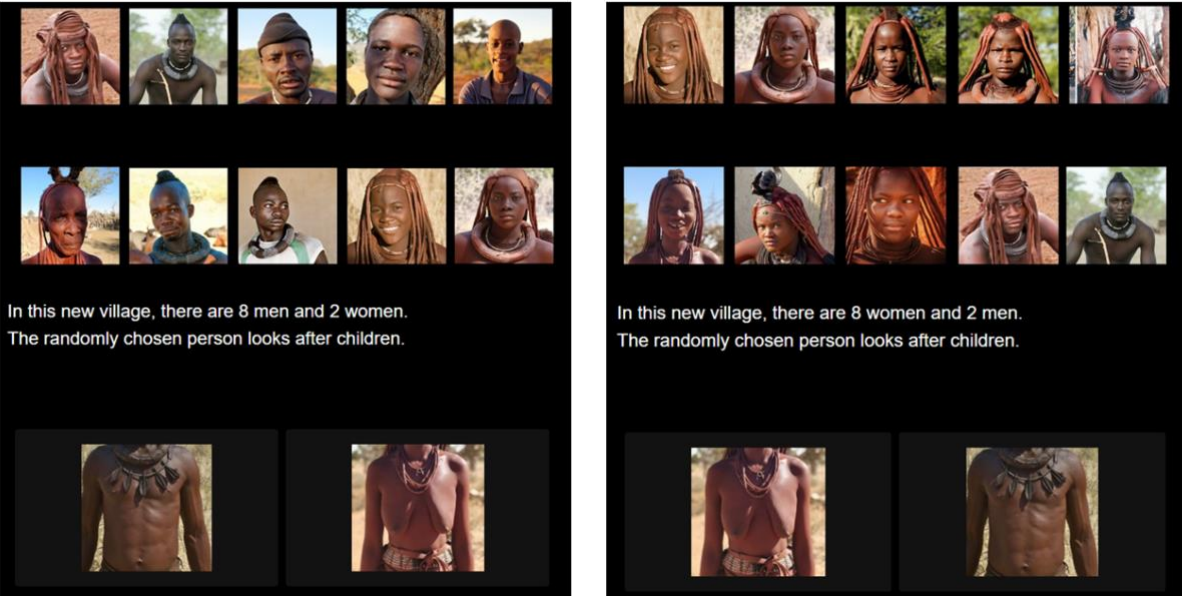 In this new village, there are 8 men and 2 women.
The randomly chosen person looks after children.
In this new village, there are 8 women and 2 men.
The randomly chosen person looks after children.